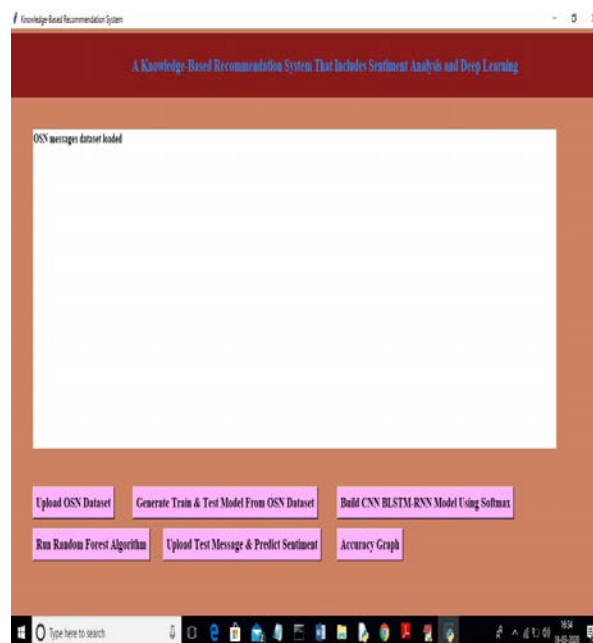 Knowledge-Based Recommendation System
A Knowledge-Based Recommendation System That Includes Sentiment Analysis and Deep Learning
OSN messages dataset loaded
Upload OSN Dataset Generate Train & Test Model From OSN Dataset Build CNN BLSTM-RNN Model Using Softmax
Run Random Forest Algorithm Upload Test Message & Predict Sentiment Accuracy Graph
Type here to search